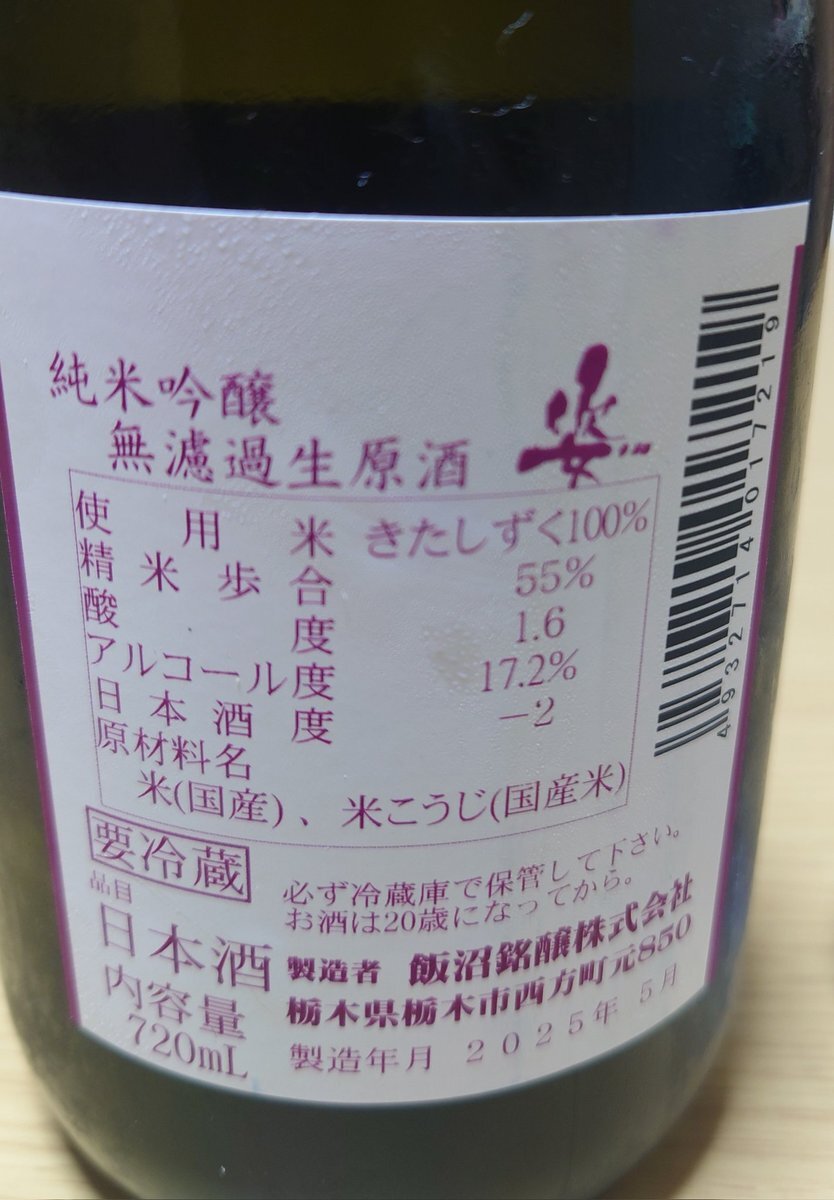 純米吟醸
無濾過生原酒
姿
使用米 きたしずく100%
精米歩合 55%
酸度 1.6
アルコール度 17.2%
日本酒度 −2
原材料名
米(国産)、米こうじ(国産米)
要冷蔵
必ず冷蔵庫で保管して下さい。
お酒は20歳になってから。
品目
日本酒
内容量
720mL
製造者 飯沼銘醸株式会社
栃木県栃木市西方町元850
製造年月 2025年 5月
4932714017219